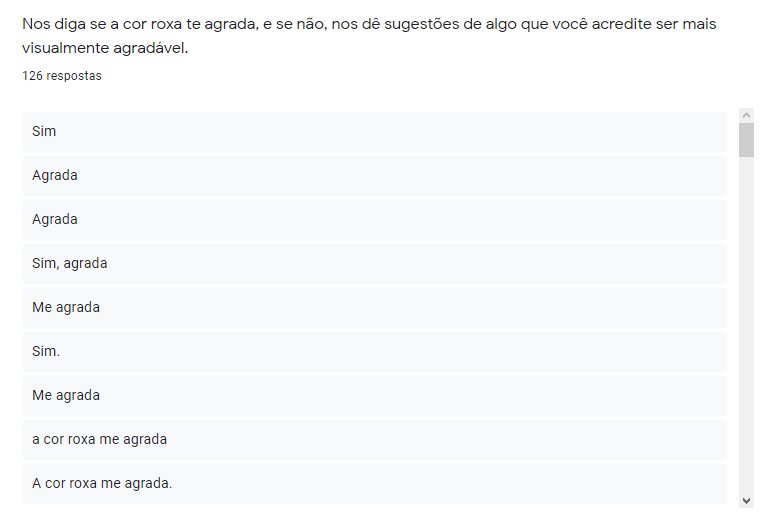 Nos diga se a cor roxa te agrada, e se não, nos dê sugestões de algo que você acredite ser mais
visualmente agradável.
126 respostas
Sim
Agrada
Agrada
Sim, agrada
Me agrada
Sim.
Me agrada
a cor roxa me agrada
A cor roxa me agrada.